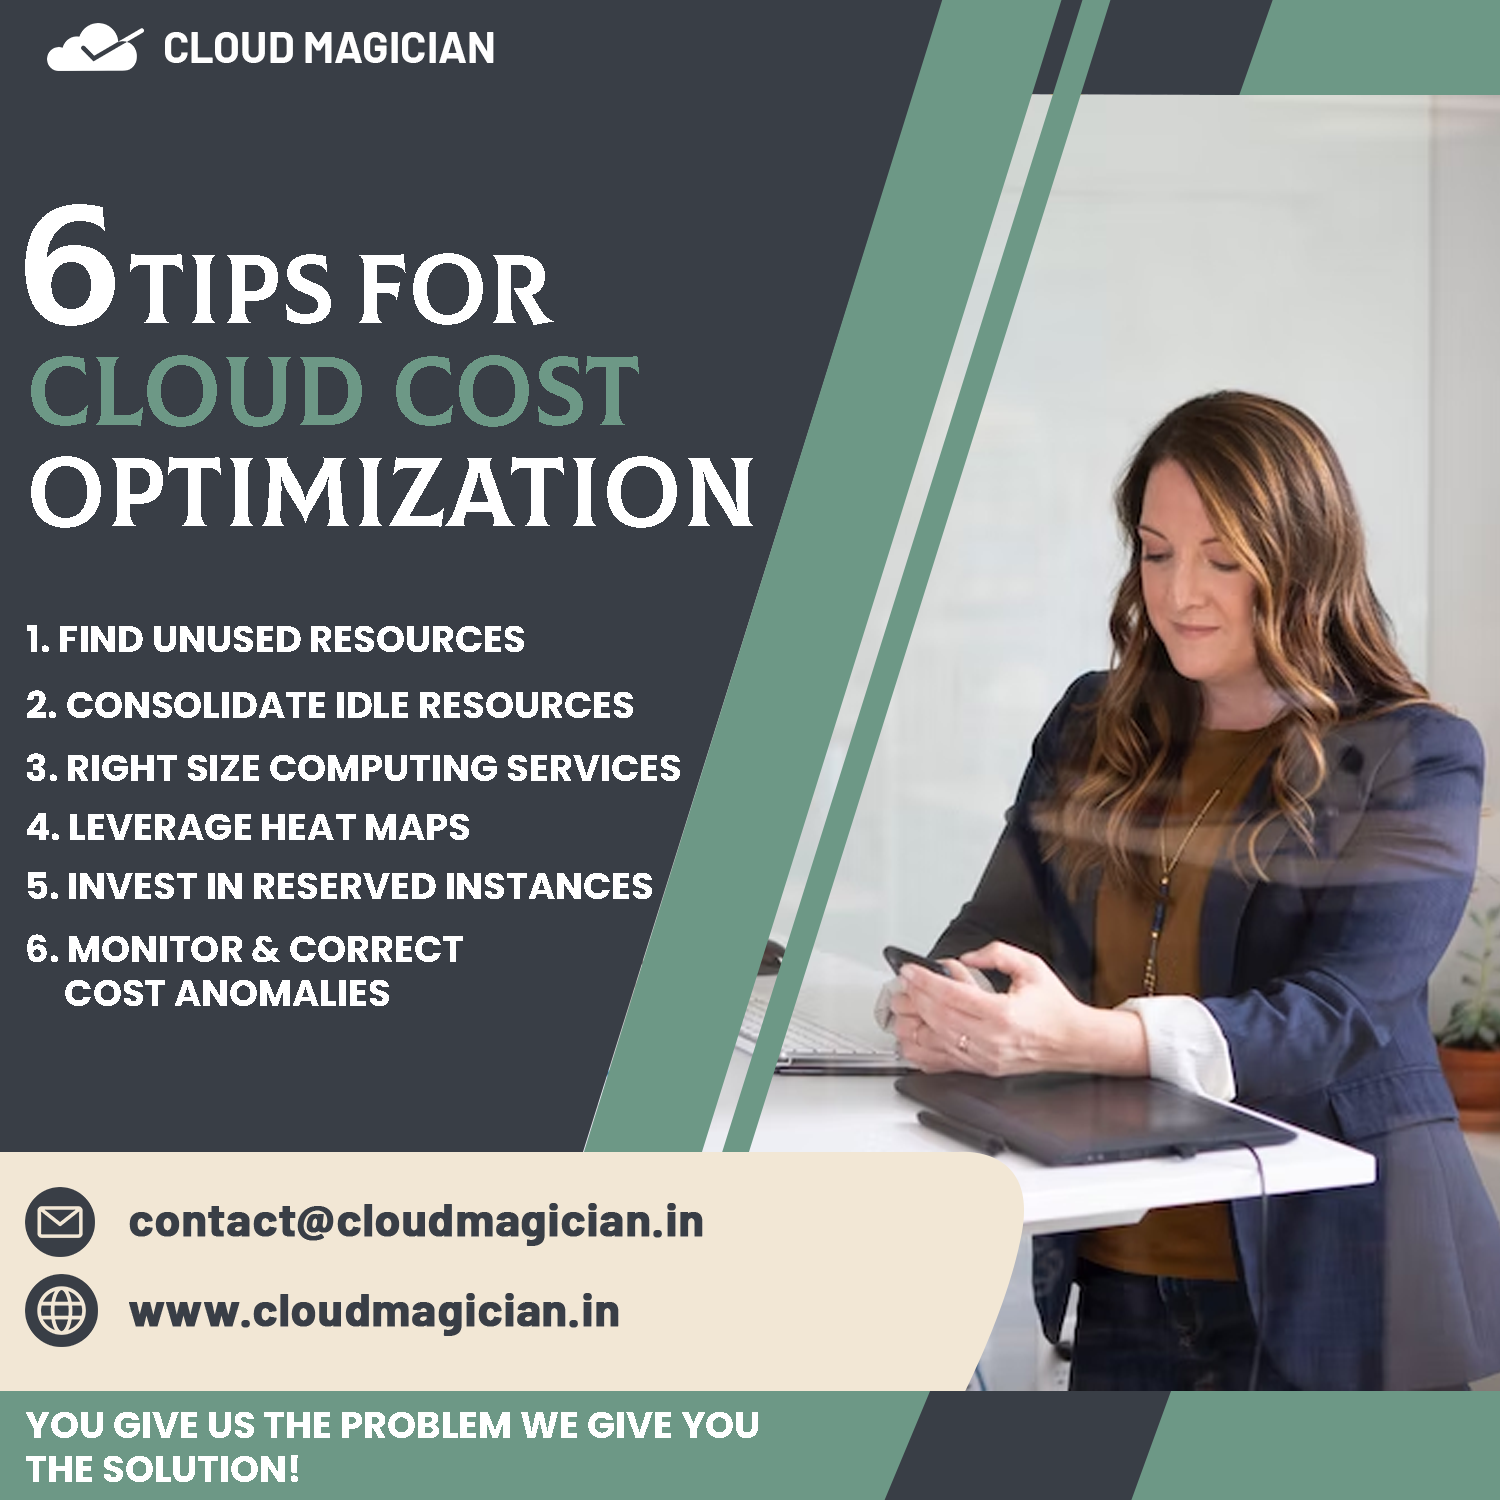 CLOUD MAGICIAN
6 TIPS FOR
CLOUD COST
OPTIMIZATION
1. FIND UNUSED RESOURCES
2. CONSOLIDATE IDLE RESOURCES
3. RIGHT SIZE COMPUTING SERVICES
4. LEVERAGE HEAT MAPS
5. INVEST IN RESERVED INSTANCES
6. MONITOR & CORRECT
COST ANOMALIES
contact@cloudmagician.in
www.cloudmagician.in
YOU GIVE US THE PROBLEM WE GIVE YOU
THE SOLUTION!